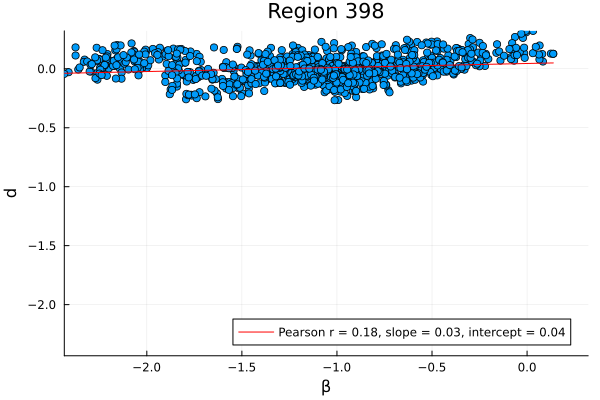 Region 398
d
0.0
−0.5
−1.0
−1.5
−2.0
Pearson r = 0.18, slope = 0.03, intercept = 0.04
−2.0 −1.5 −1.0 −0.5 0.0
β